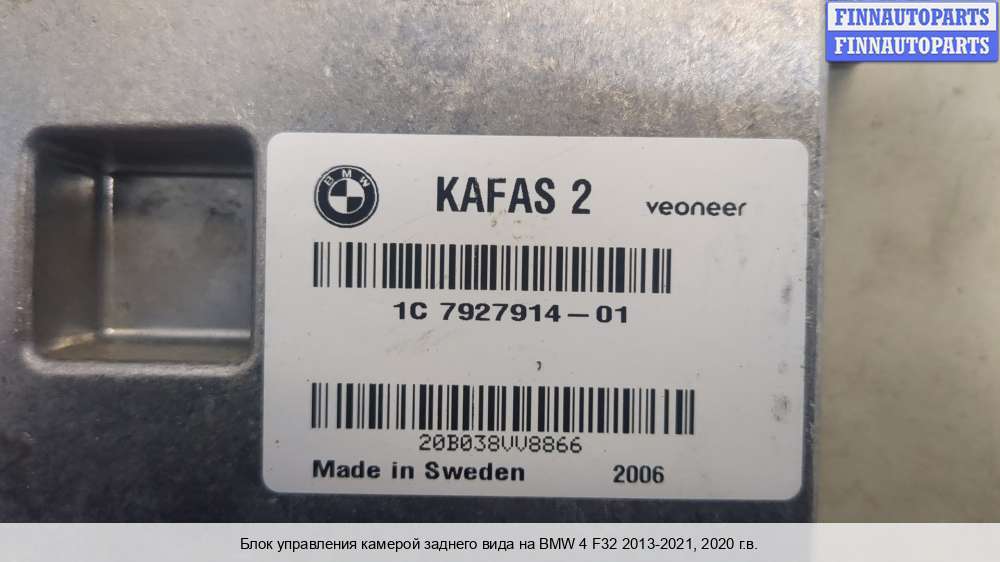 FINNAUTOPARTS
FINNAUTOPARTS
BMW
KAFAS 2
veoneer
1C 7927914-01
20B038VV8866
Made in Sweden 2006
Блок управления камерой заднего вида на BMW 4 F32 2013-2021, 2020 г.в.